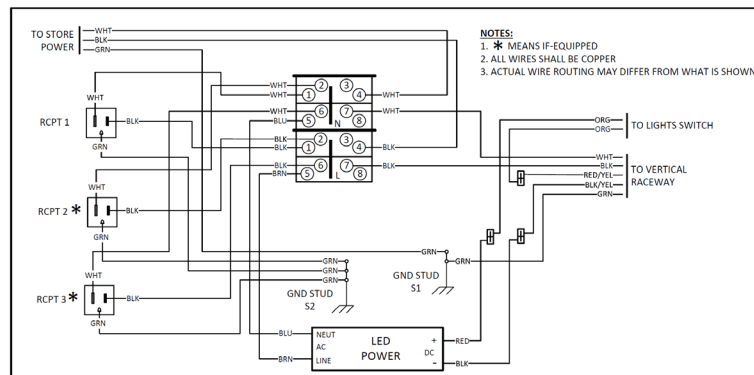 TO STORE
POWER
WHT
BLK
GRN
NOTES:
1. * MEANS IF-EQUIPPED
2. ALL WIRES SHALL BE COPPER
3. ACTUAL WIRE ROUTING MAY DIFFER FROM WHAT IS SHOWN
WHT
RCPT 1
BLK
GRN
WHT
RCPT 2 *
BLK
GRN
WHT
RCPT 3 *
BLK
GRN
WHT
WHT
2
3
1
4
WHT
WHT
BLU
6
7
5
8
N
WHT
BLK
BLK
2
3
1
4
BLK
BLK
BRN
6
7
5
8
L
BLK
ORG
ORG
TO LIGHTS SWITCH
WHT
BLK
RED/YEL
BLK/YEL
GRN
TO VERTICAL
RACEWAY
GRN
GRN
GRN
GND STUD
S2
GRN
GRN
GND STUD
S1
BLU
BRN
NEUT
AC
LINE
LED
POWER
+
DC
-
RED
BLK